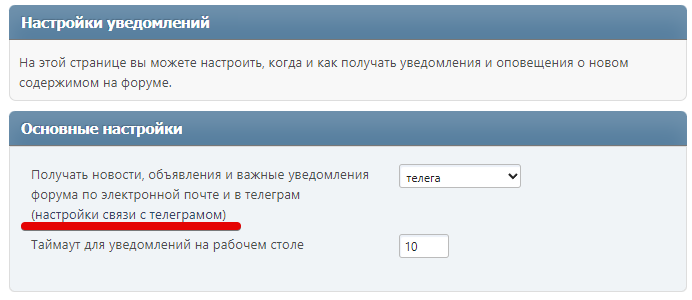 Настройки уведомлений
На этой странице вы можете настроить, когда и как получать уведомления и оповещения о новом
содержимом на форуме.
Основные настройки
Получать новости, объявления и важные уведомления
форума по электронной почте и в телеграм
(настройки связи с телеграмом)
телега
Таймаут для уведомлений на рабочем столе
10